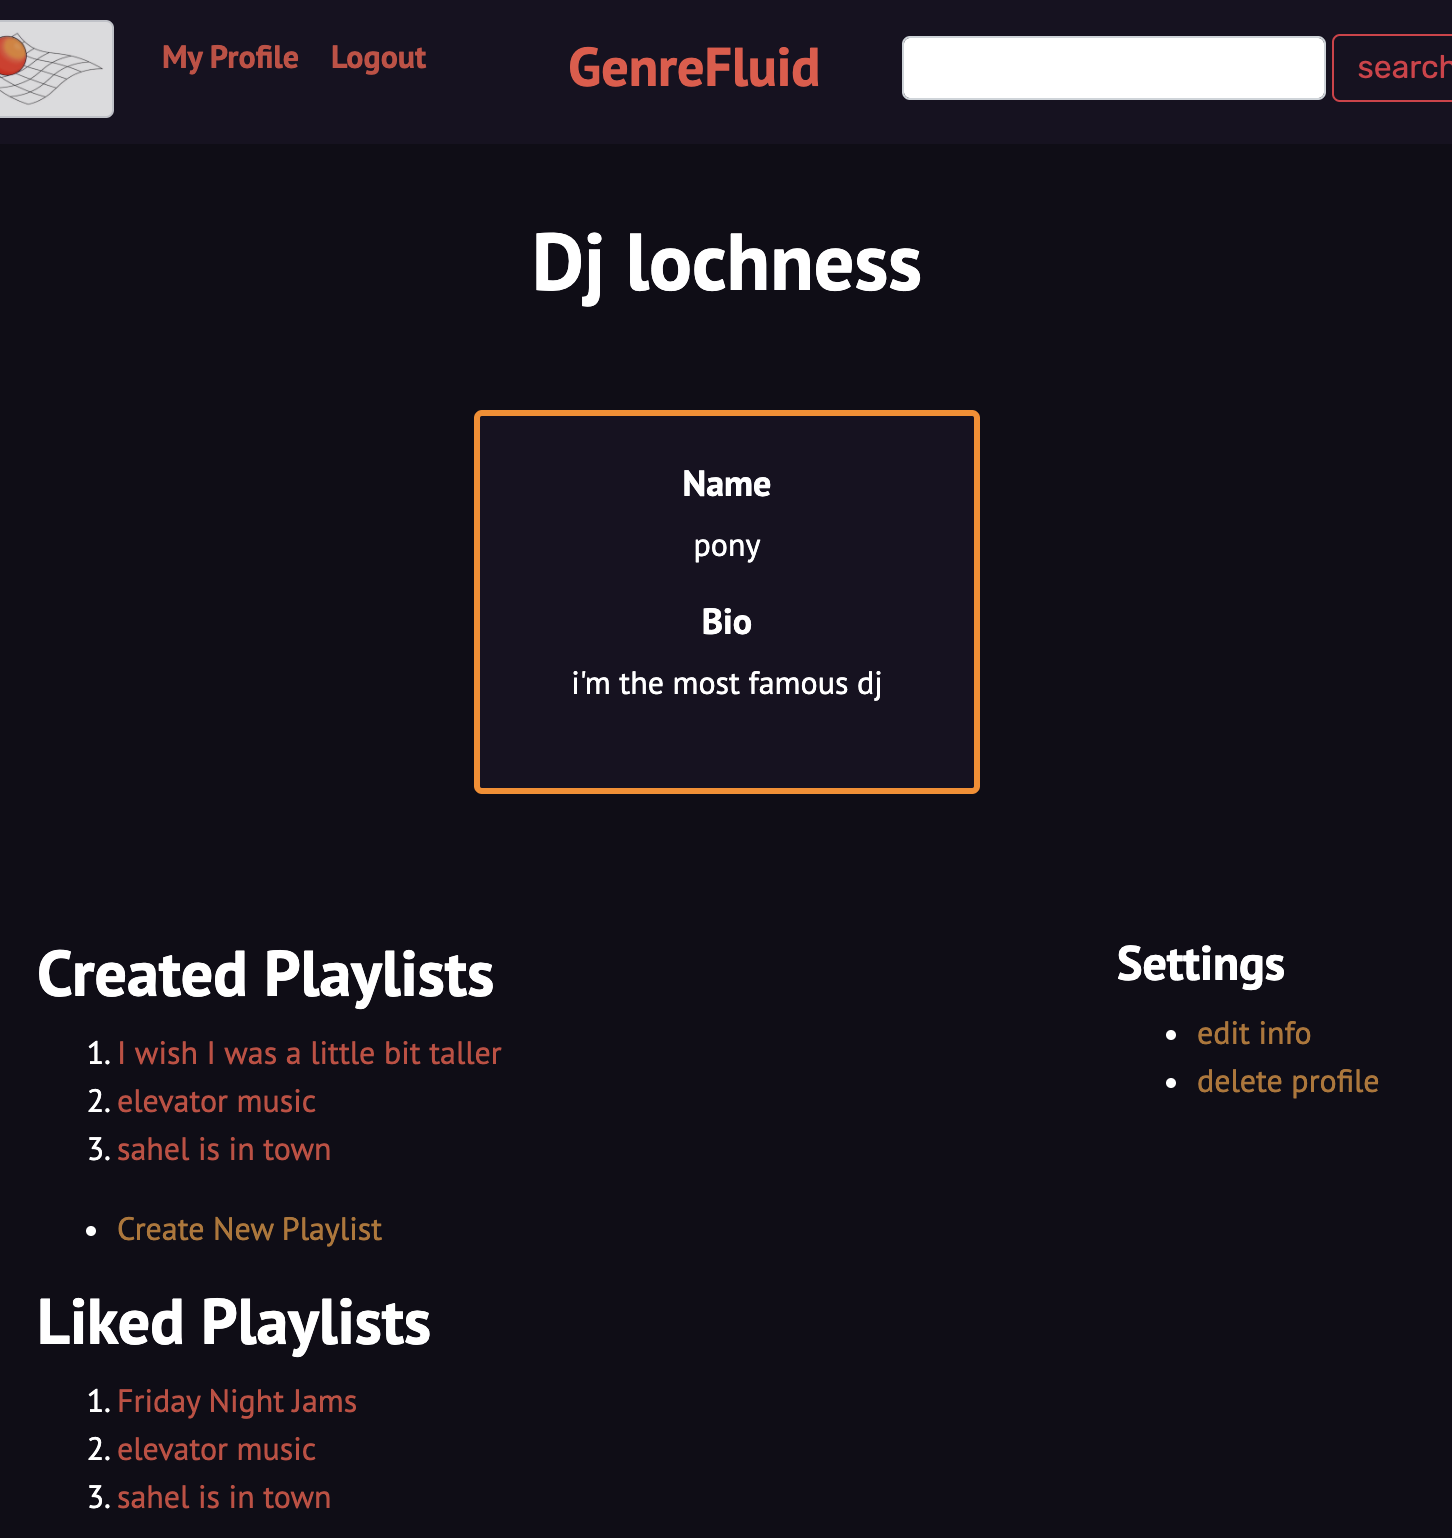 My Profile Logout GenreFluid search
Dj lochness
Name
pony
Bio
i'm the most famous dj
Created Playlists
1. I wish I was a little bit taller
2. elevator music
3. sahel is in town
• Create New Playlist
Liked Playlists
1. Friday Night Jams
2. elevator music
3. sahel is in town
Settings
• edit info
• delete profile